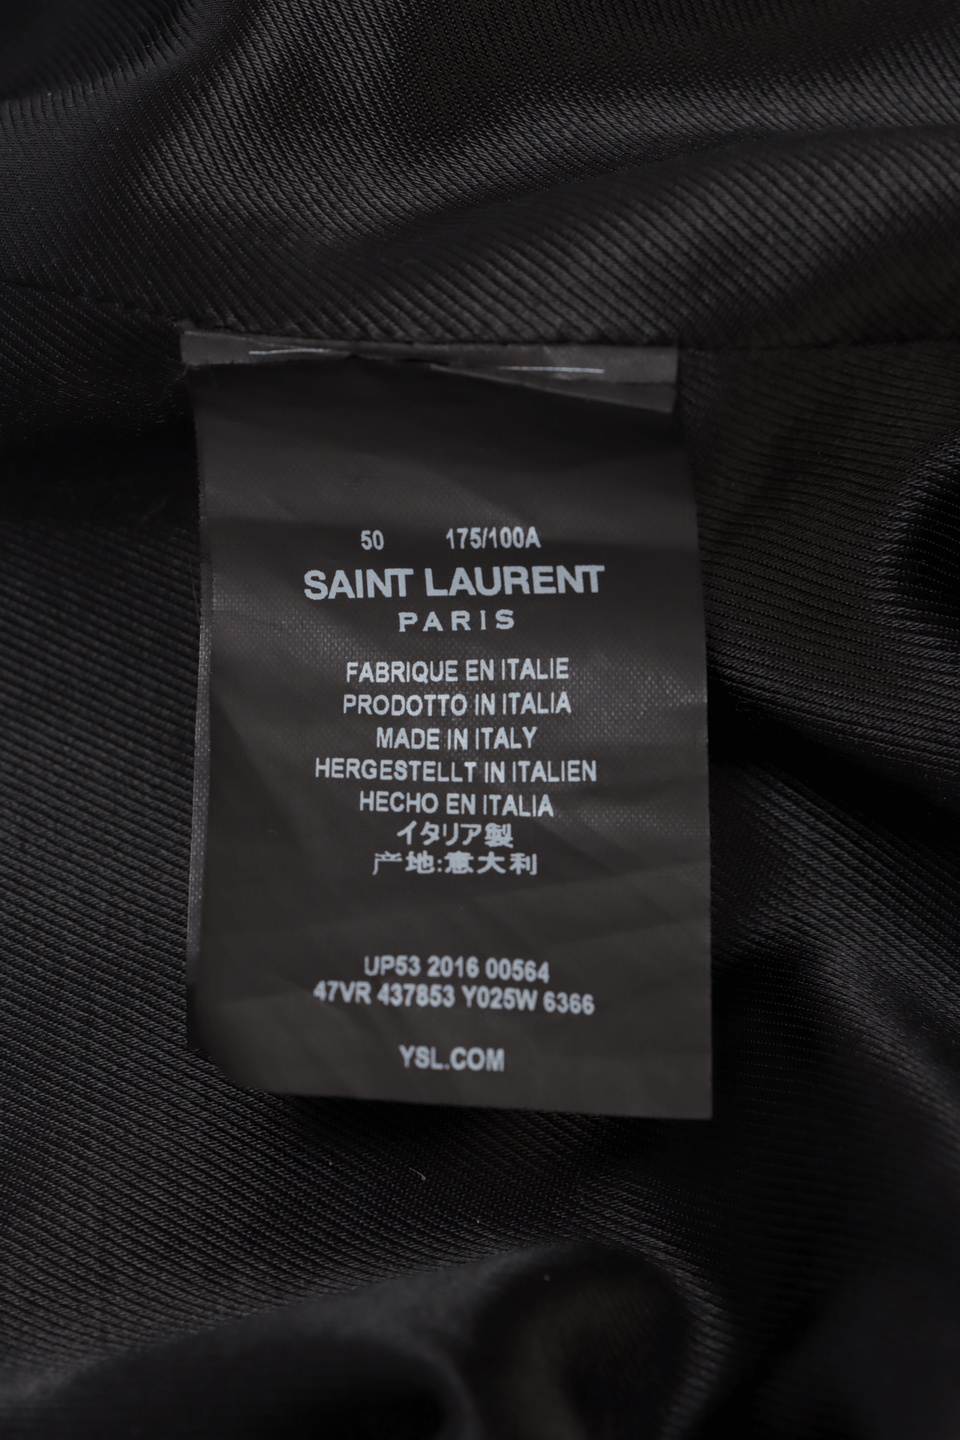 50 175/100A
SAINT LAURENT
PARIS
FABRIQUE EN ITALIE
PRODOTTO IN ITALIA
MADE IN ITALY
HERGESTELLT IN ITALIEN
HECHO EN ITALIA
イタリア製
产地:意大利
UP53 2016 00564
47VR 437853 Y025W 6366
YSL.COM